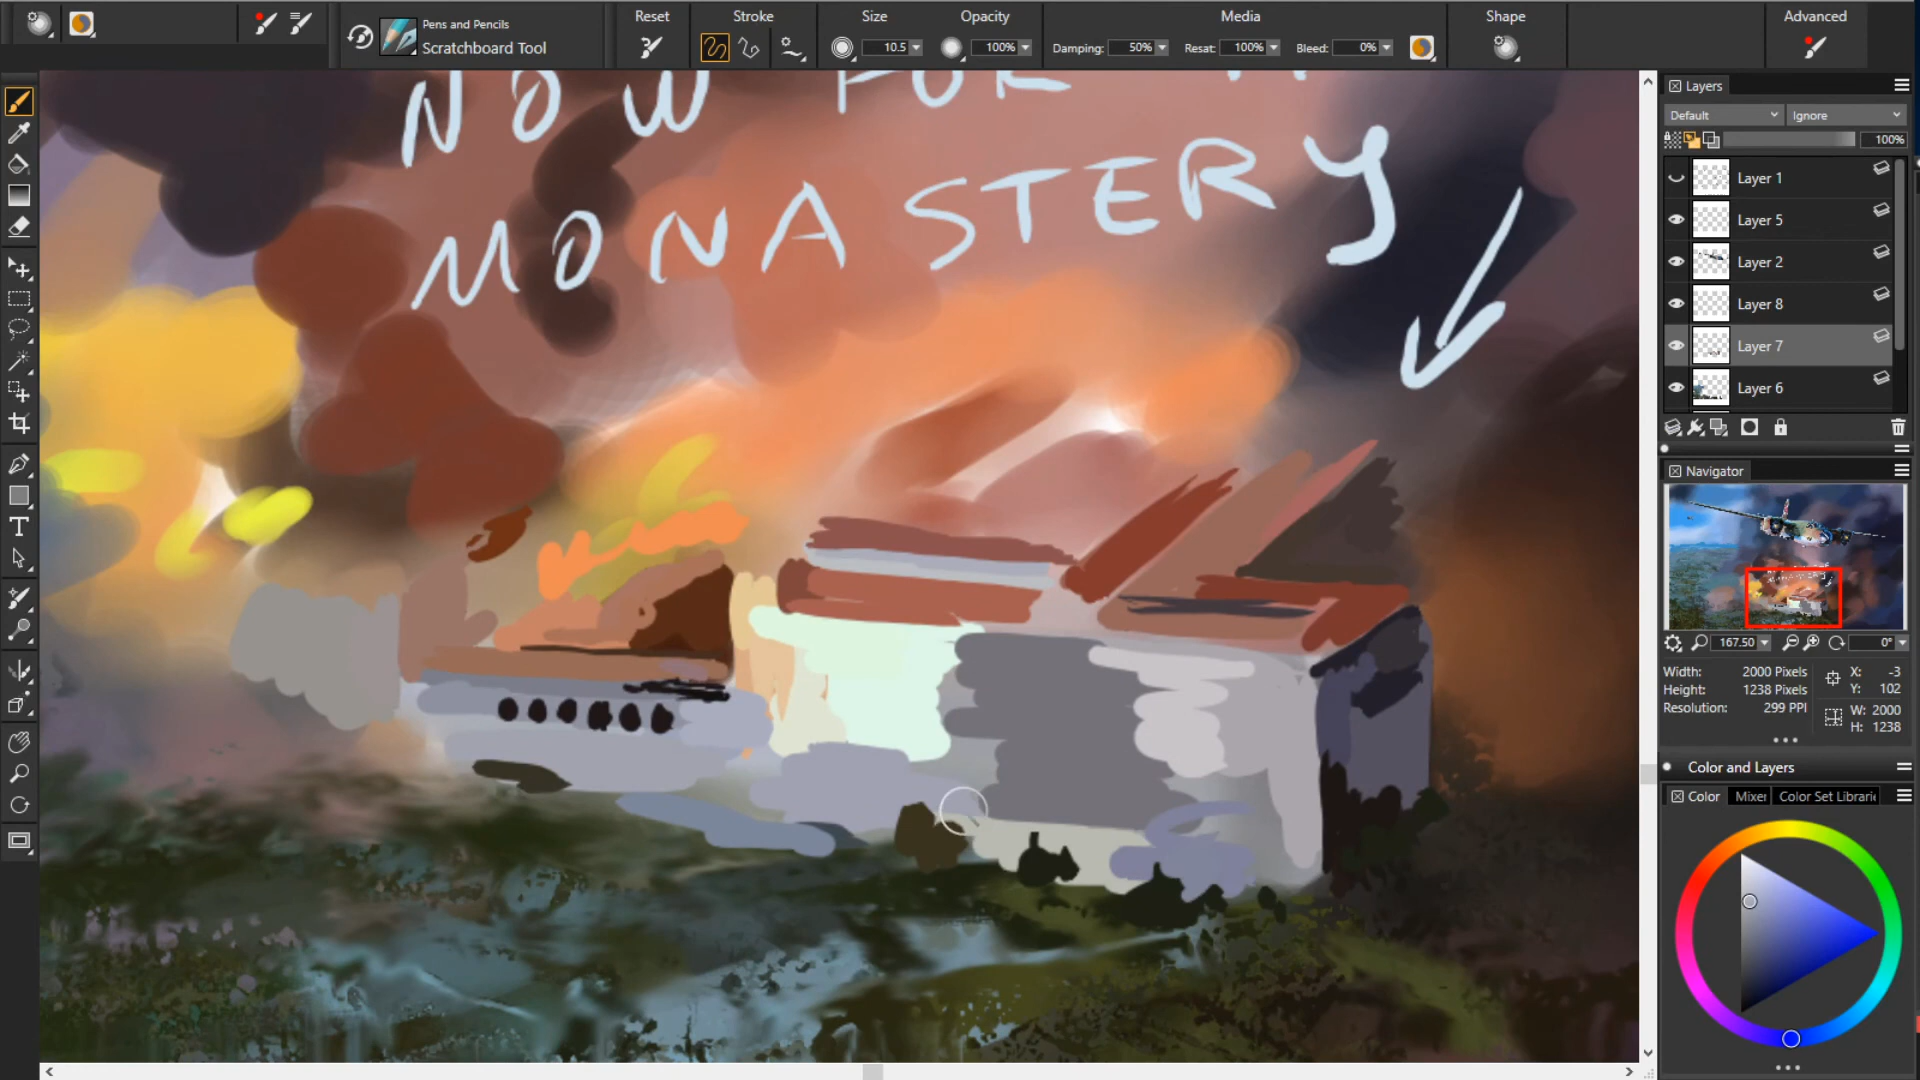 Pens and Pencils
Scratchboard Tool
Reset
Stroke
Size
10.5
Opacity
100%
Media
Damping: 50%
Resat: 100%
Bleed: 0%
Shape
Advanced
NOW FOR
MONASTERY
T
Layers
Default
Ignore
100%
Layer 1
Layer 5
Layer 2
Layer 8
Layer 7
Layer 6
Navigator
167.50
0°
Width: 2000 Pixels
Height: 1238 Pixels
Resolution: 299 PPI
X: -3
Y: 102
W: 2000
H: 1238
Color and Layers
Color
Mixer
Color Set Librarie